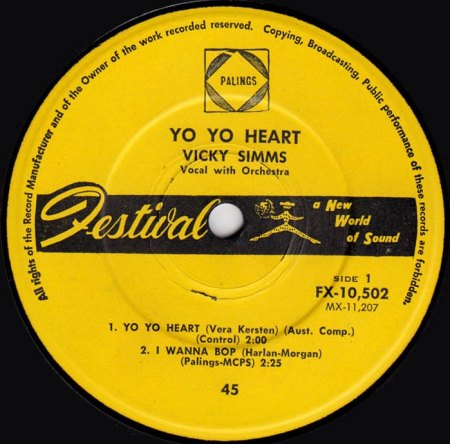 All rights of the Record Manufacturer and of the Owner of the work recorded reserved. Copying, Broadcasting, Public performance of these records are forbidden.
PALINGS
YO YO HEART
VICKY SIMMS
Vocal with Orchestra
Festival
a New
World
of Sound
SIDE 1
FX-10,502
MX-11,207
1. YO YO HEART (Vera Kersten) (Aust. Comp.)
(Control) 2:00
2. I WANNA BOP (Harlan-Morgan)
(Palings-MCPS) 2:25
45